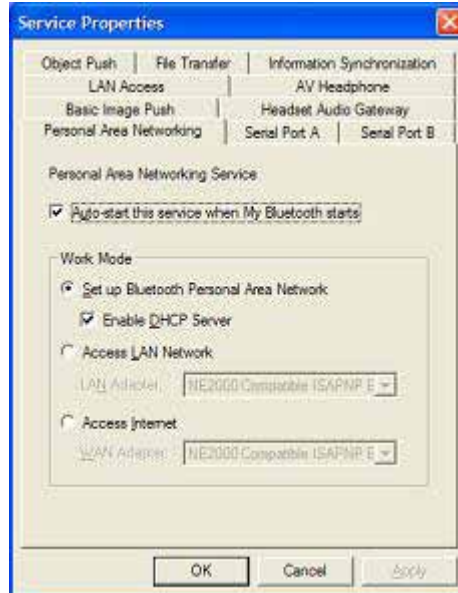 Service Properties
Object Push File Transfer Information Synchronization
LAN Access AV Headphone
Basic Image Push Headset Audio Gateway
Personal Area Networking Serial Port A Serial Port B
Personal Area Networking Service
Auto-start this service when My Bluetooth starts
Work Mode
Set up Bluetooth Personal Area Network
Enable DHCP Server
Access LAN Network
LAN Adapter: NE2000 Compatible ISAPNP E
Access Internet
WAN Adapter: NE2000 Compatible ISAPNP E
OK Cancel Apply